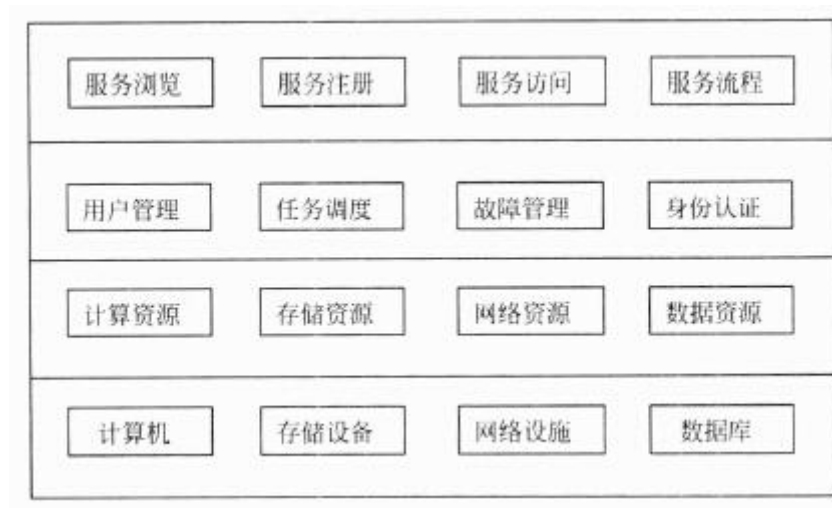 服务浏览 服务注册 服务访问 服务流程
用户管理 任务调度 故障管理 身份认证
计算资源 存储资源 网络资源 数据资源
计算机 存储设备 网络设施 数据库